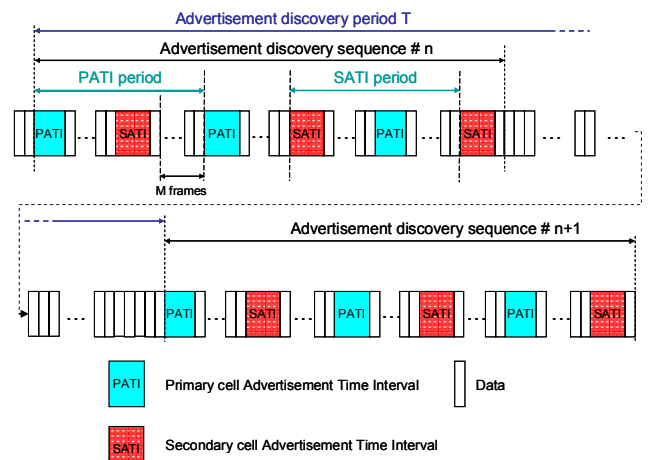 Advertisement discovery period T
Advertisement discovery sequence # n
PATI period SATI period
PATI ... SATI ... PATI ... SATI ... PATI ... SATI ... ...
M frames
Advertisement discovery sequence # n+1
... PATI ... SATI ... PATI ... SATI ... PATI ... SATI
PATI Primary cell Advertisement Time Interval Data
SATI Secondary cell Advertisement Time Interval